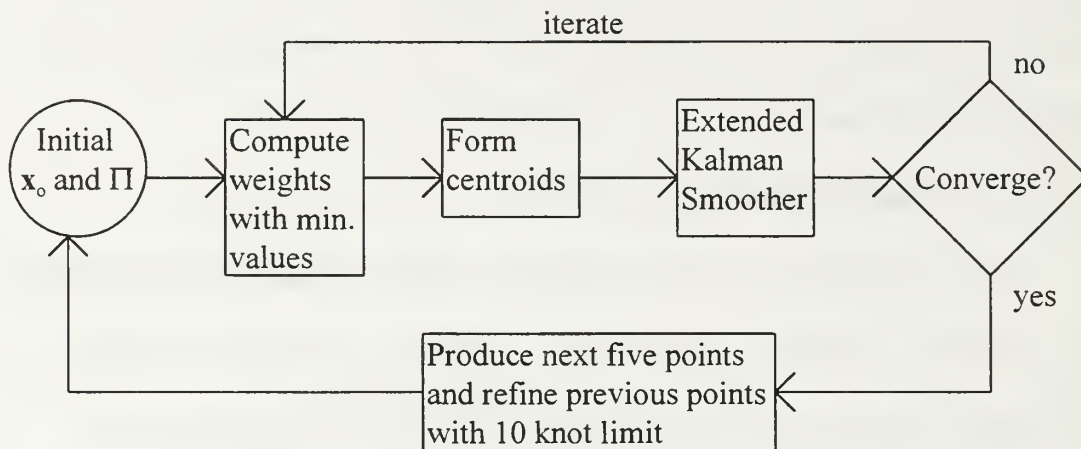 iterate
no
Initial
x₀ and Π
Compute
weights
with min.
values
Form
centroids
Extended
Kalman
Smoother
Converge?
yes
Produce next five points
and refine previous points
with 10 knot limit